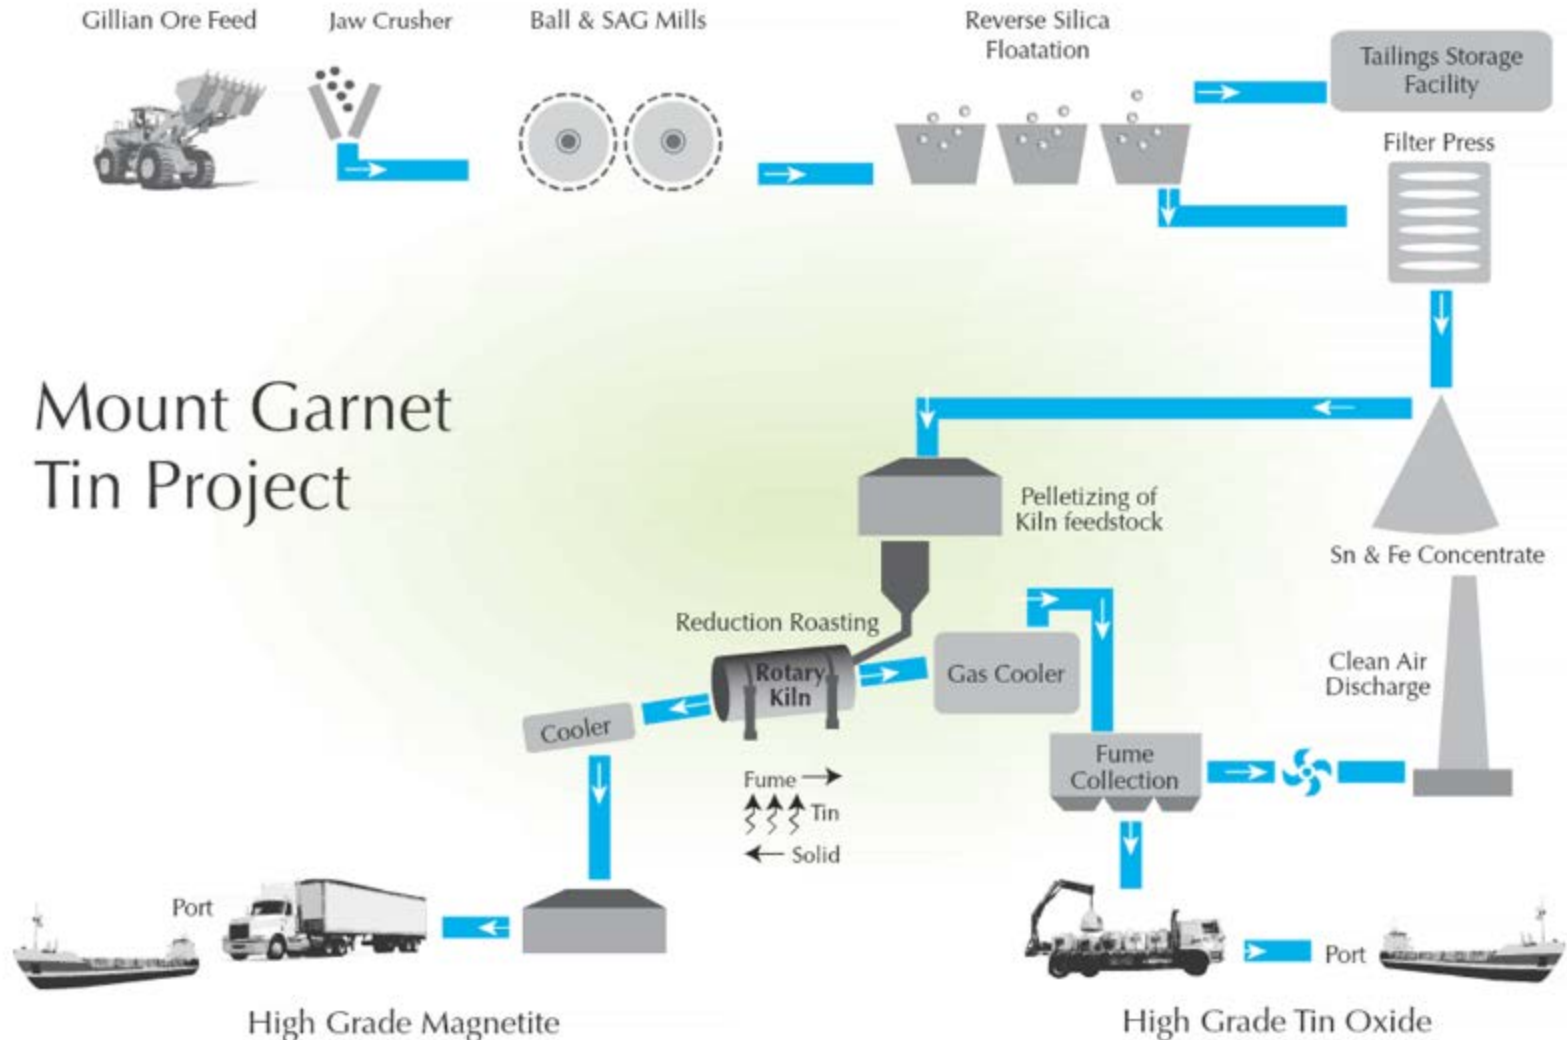 Gillian Ore Feed
Jaw Crusher
Ball & SAG Mills
Reverse Silica
Floatation
Tailings Storage
Facility
Filter Press
Mount Garnet
Tin Project
Pelletizing of
Kiln feedstock
Sn & Fe Concentrate
Reduction Roasting
Rotary
Kiln
Gas Cooler
Clean Air
Discharge
Cooler
Fume
Collection
Fume
Tin
Solid
Port
Port
High Grade Magnetite
High Grade Tin Oxide